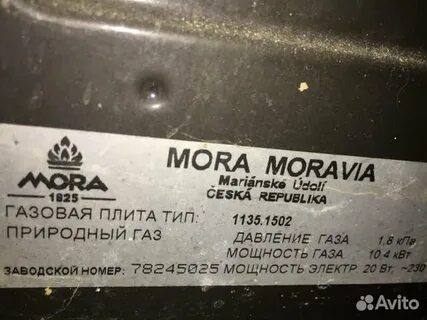 MORA MORAVIA
MORA
1825
Mariánské Údolí
ČESKÁ REPUBLIKA
ГАЗОВАЯ ПЛИТА ТИП: 1135.1502
ПРИРОДНЫЙ ГАЗ
ДАВЛЕНИЕ ГАЗА 1,8 кПа
МОЩНОСТЬ ГАЗА 10,4 кВт
ЗАВОДСКОЙ НОМЕР: 78245025 МОЩНОСТЬ ЭЛЕКТР. 20 Вт, ~230
Avito